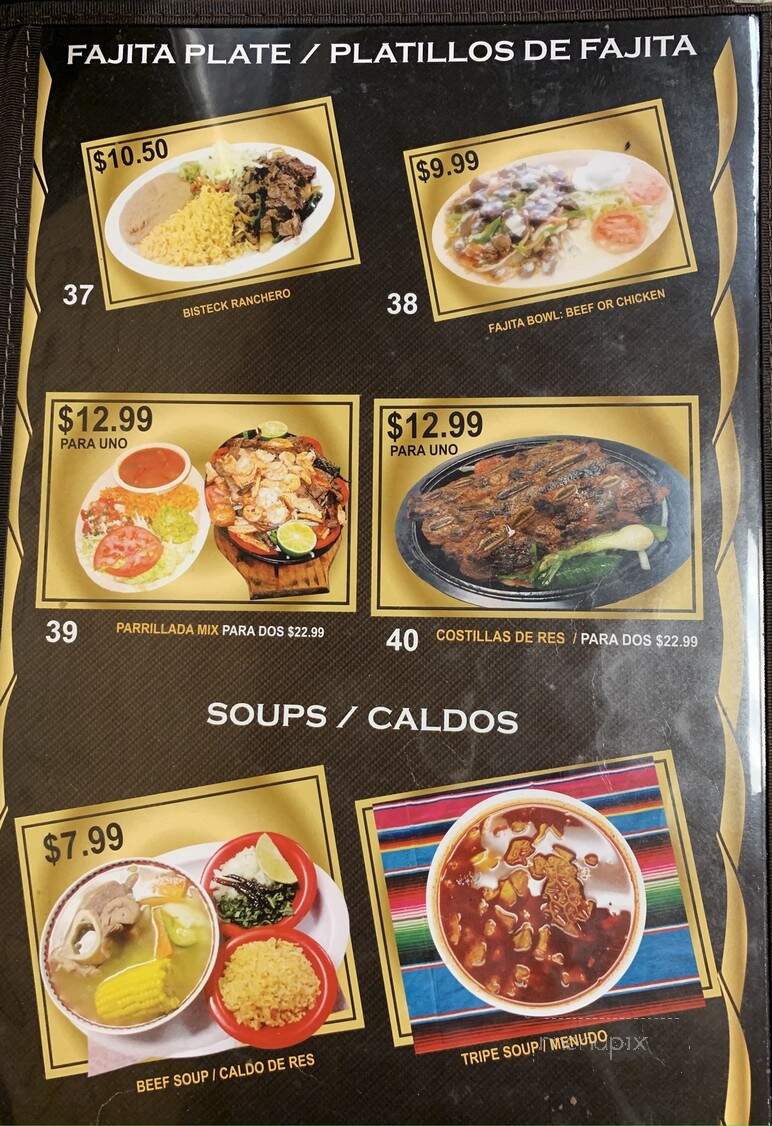 FAJITA PLATE / PLATILLOS DE FAJITA
$10.50
37
BISTECK RANCHERO
$9.99
38
FAJITA BOWL: BEEF OR CHICKEN
$12.99
PARA UNO
39
PARRILLADA MIX PARA DOS $22.99
$12.99
PARA UNO
40
COSTILLAS DE RES / PARA DOS $22.99
SOUPS / CALDOS
$7.99
BEEF SOUP / CALDO DE RES
TRIPE SOUP / MENUDO
menupix